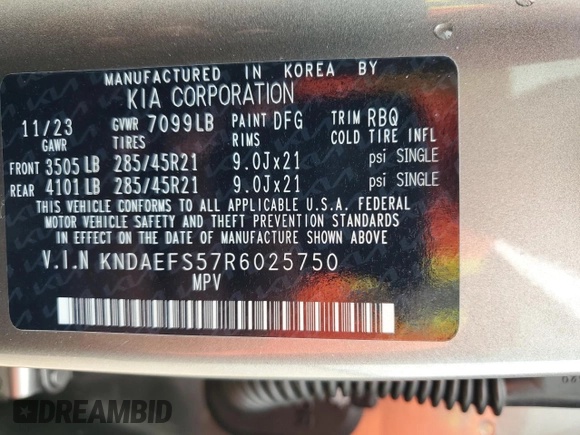 MANUFACTURED IN KOREA BY
KIA CORPORATION
11/23 GVWR 7099LB PAINT DFG TRIM RBQ
GAWR TIRES RIMS COLD TIRE INFL
FRONT 3505 LB 285/45R21 9.0Jx21 psi SINGLE
REAR 4101 LB 285/45R21 9.0Jx21 psi SINGLE
THIS VEHICLE CONFORMS TO ALL APPLICABLE U.S.A. FEDERAL
MOTOR VEHICLE SAFETY AND THEFT PREVENTION STANDARDS
IN EFFECT ON THE DATE OF MANUFACTURE SHOWN ABOVE
V.I.N KNDAEFS57R6025750
MPV
DREAMBID